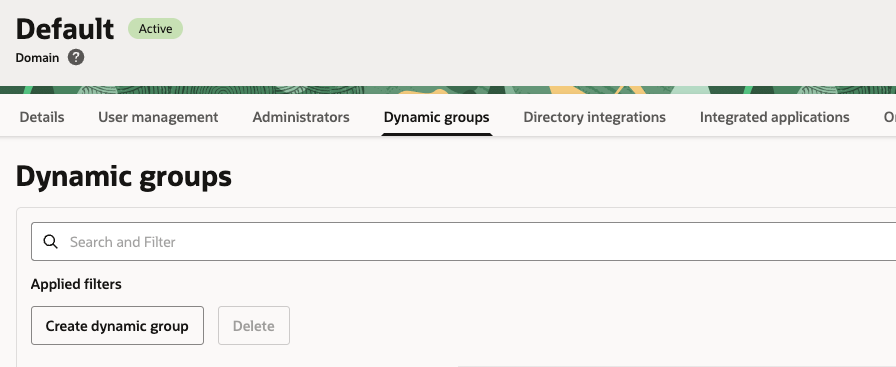 Default Active
Domain ?
Details User management Administrators Dynamic groups Directory integrations Integrated applications
Dynamic groups
Search and Filter
Applied filters
Create dynamic group Delete